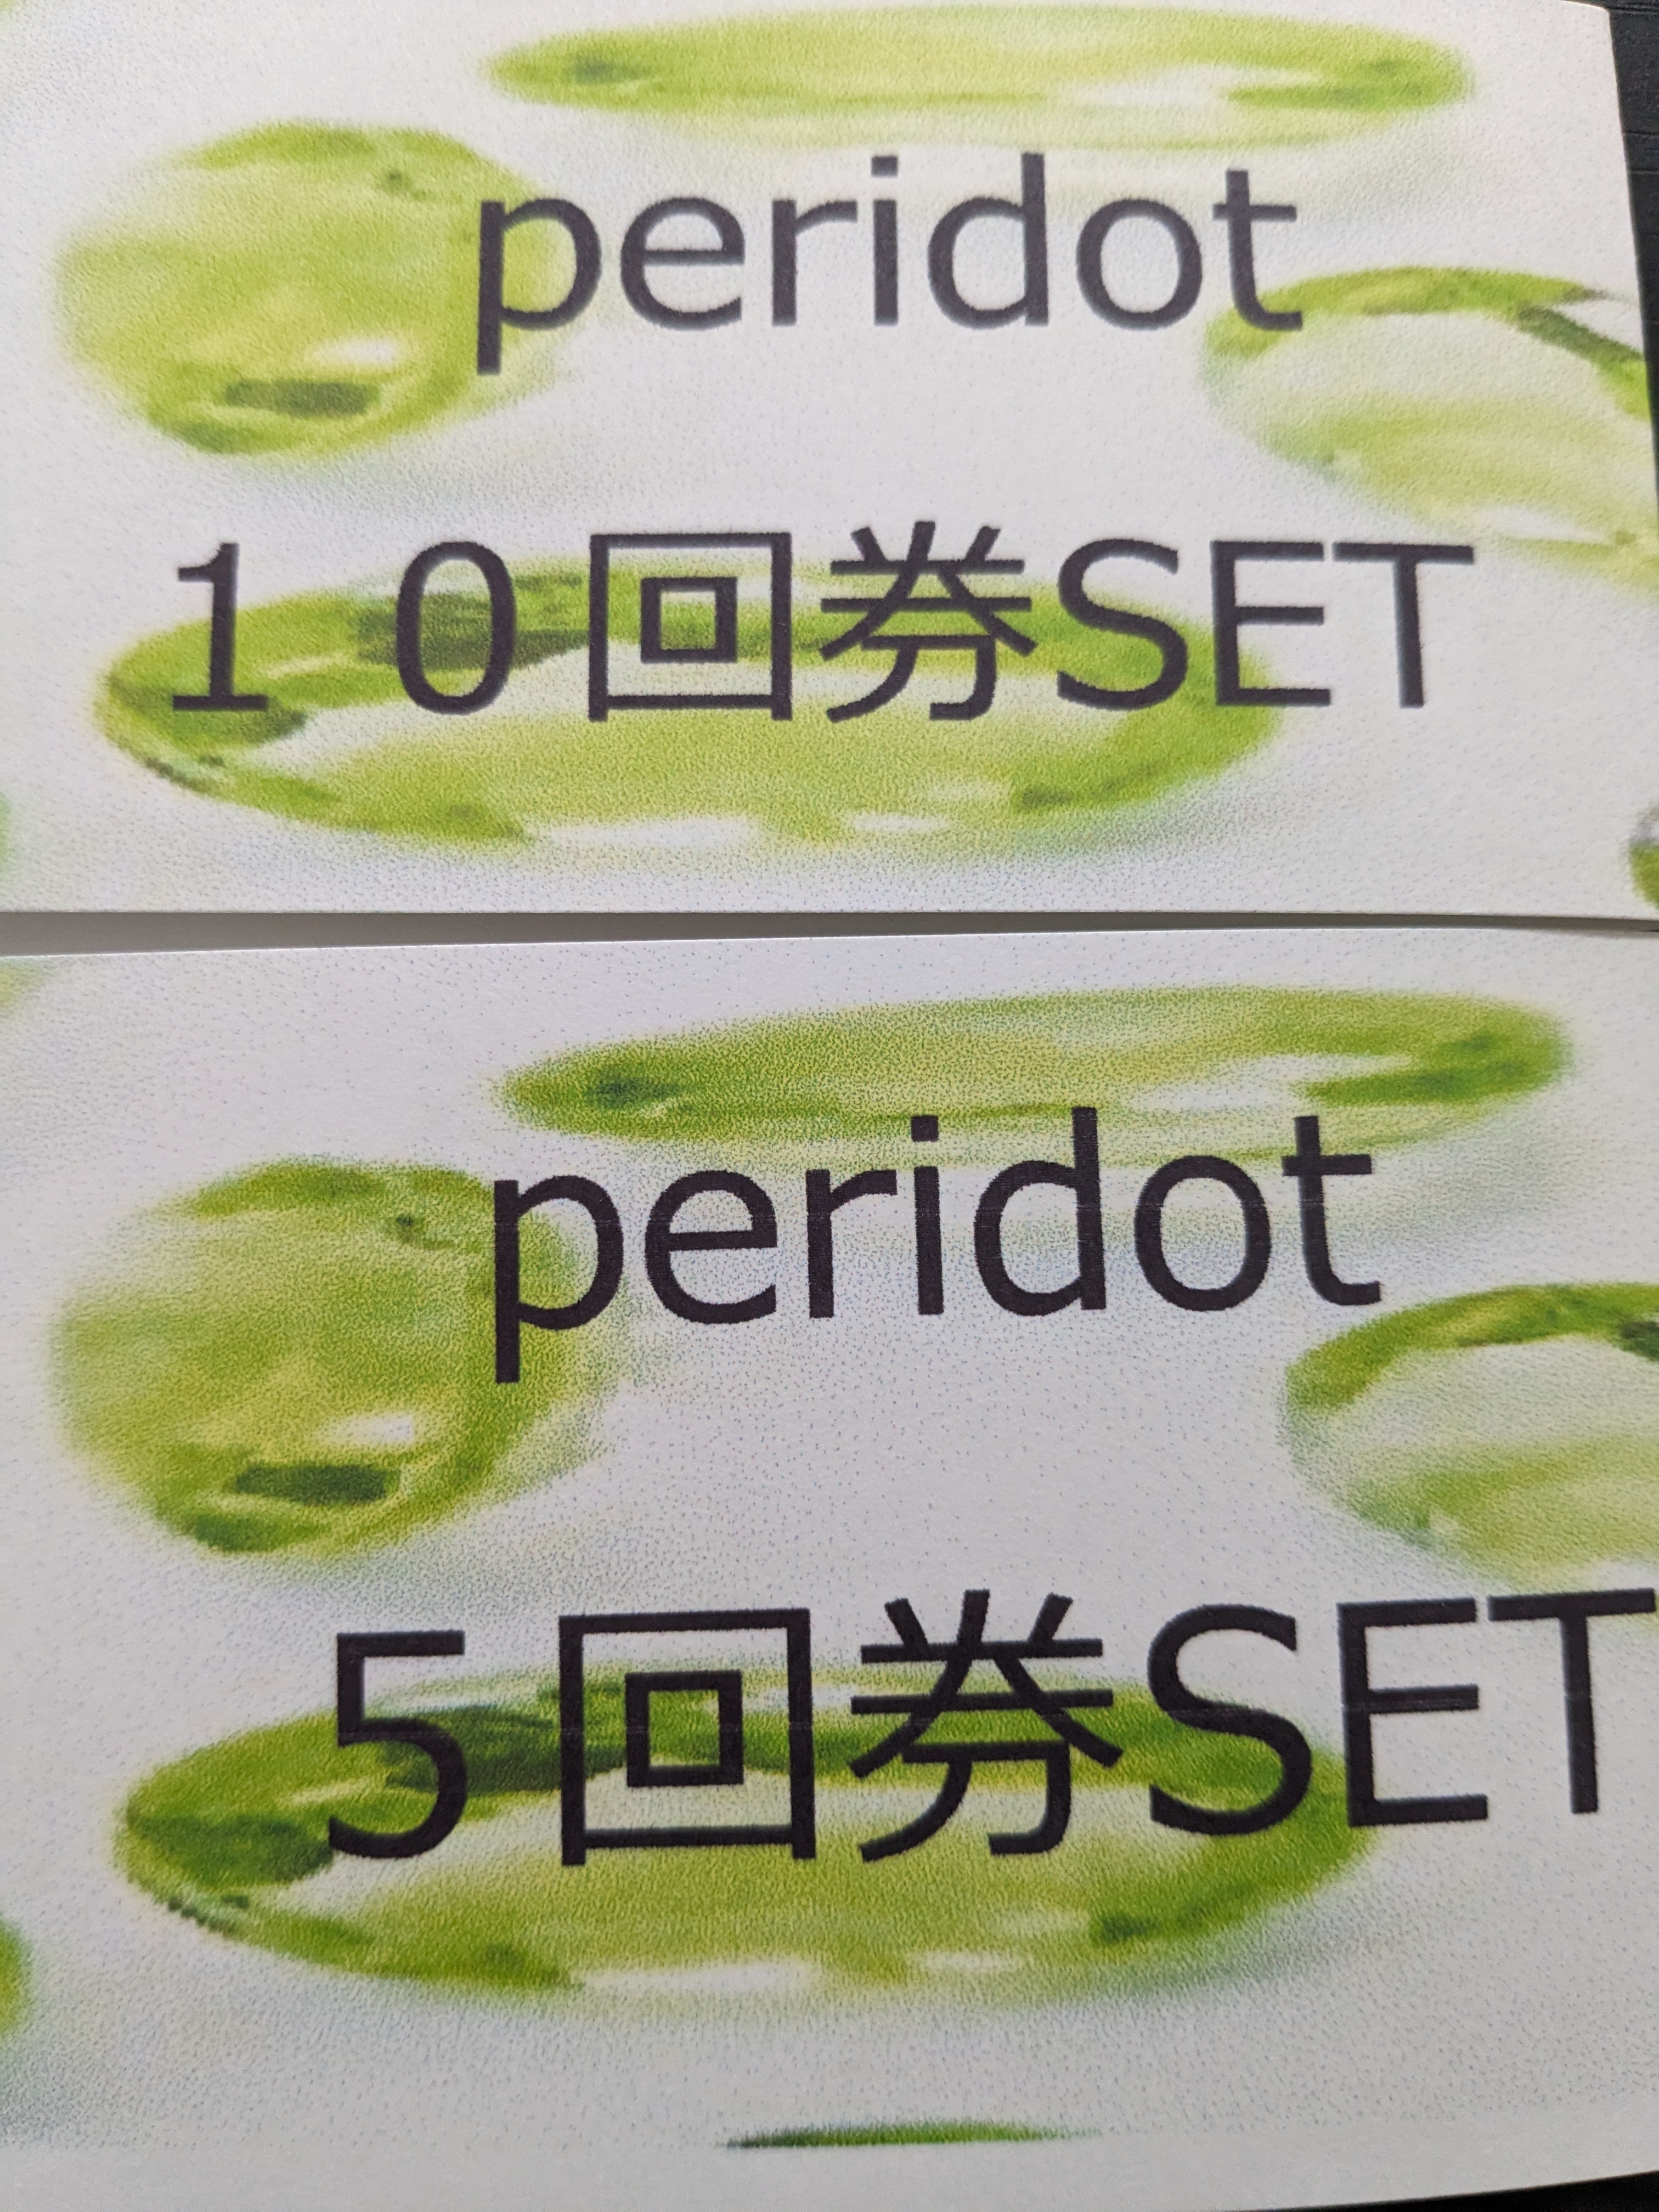 peridot
１０回券SET
peridot
５回券SET